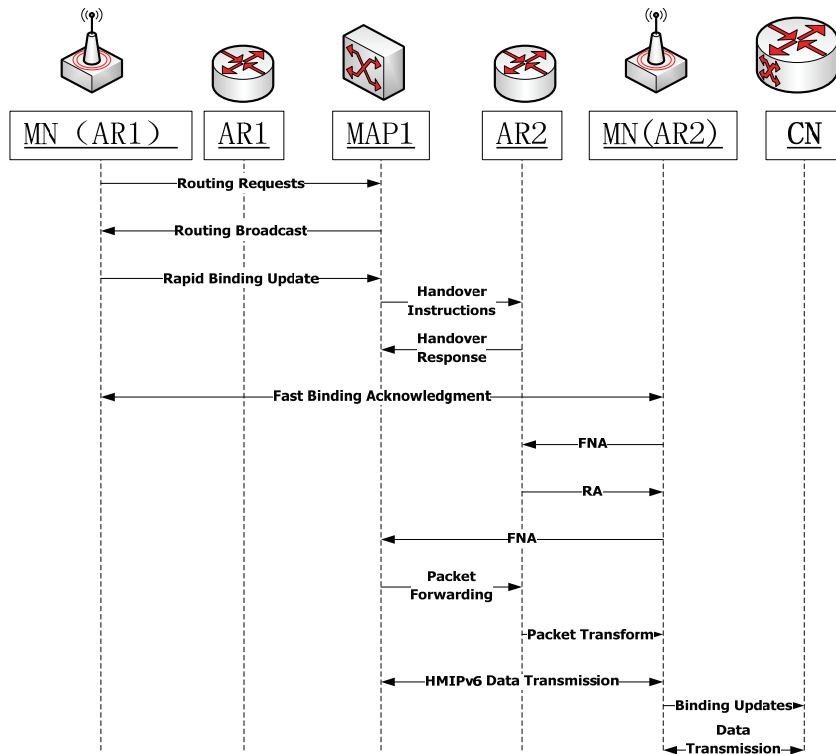 MN （AR1）
AR1
MAP1
AR2
MN(AR2)
CN
Routing Requests
Routing Broadcast
Rapid Binding Update
Handover
Instructions
Handover
Response
Fast Binding Acknowledgment
FNA
RA
FNA
Packet
Forwarding
Packet Transform
HMIPv6 Data Transmission
Binding Updates
Data
Transmission